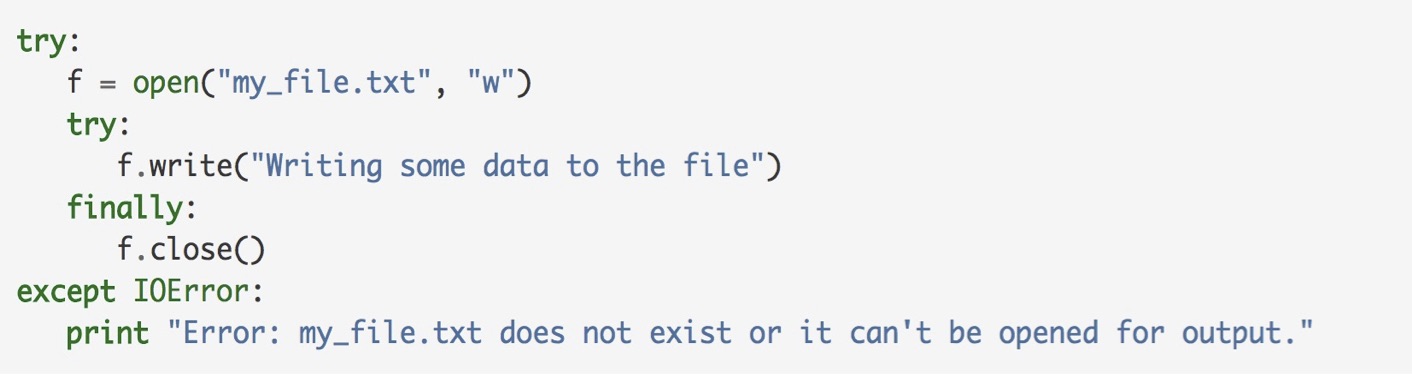 try:
   f = open("my_file.txt", "w")
   try:
      f.write("Writing some data to the file")
   finally:
      f.close()
except IOError:
   print "Error: my_file.txt does not exist or it can't be opened for output."